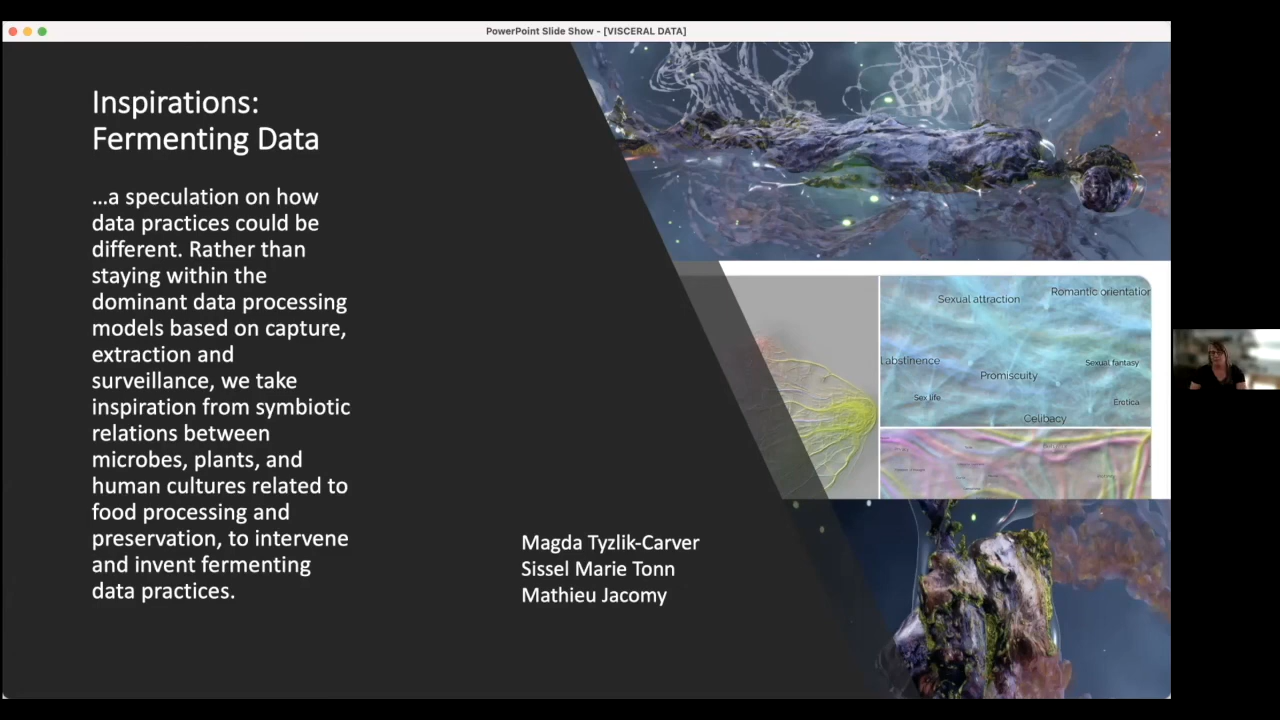 PowerPoint Slide Show - [VISCERAL DATA]
Inspirations:
Fermenting Data
...a speculation on how
data practices could be
different. Rather than
staying within the
dominant data processing
models based on capture,
extraction and
surveillance, we take
inspiration from symbiotic
relations between
microbes, plants, and
human cultures related to
food processing and
preservation, to intervene
and invent fermenting
data practices.
Magda Tyzlik-Carver
Sissel Marie Tonn
Mathieu Jacomy
Sexual attraction
Romantic orientation
l abstinence
Sexual fantasy
Promiscuity
Sex life
Erotica
Celibacy